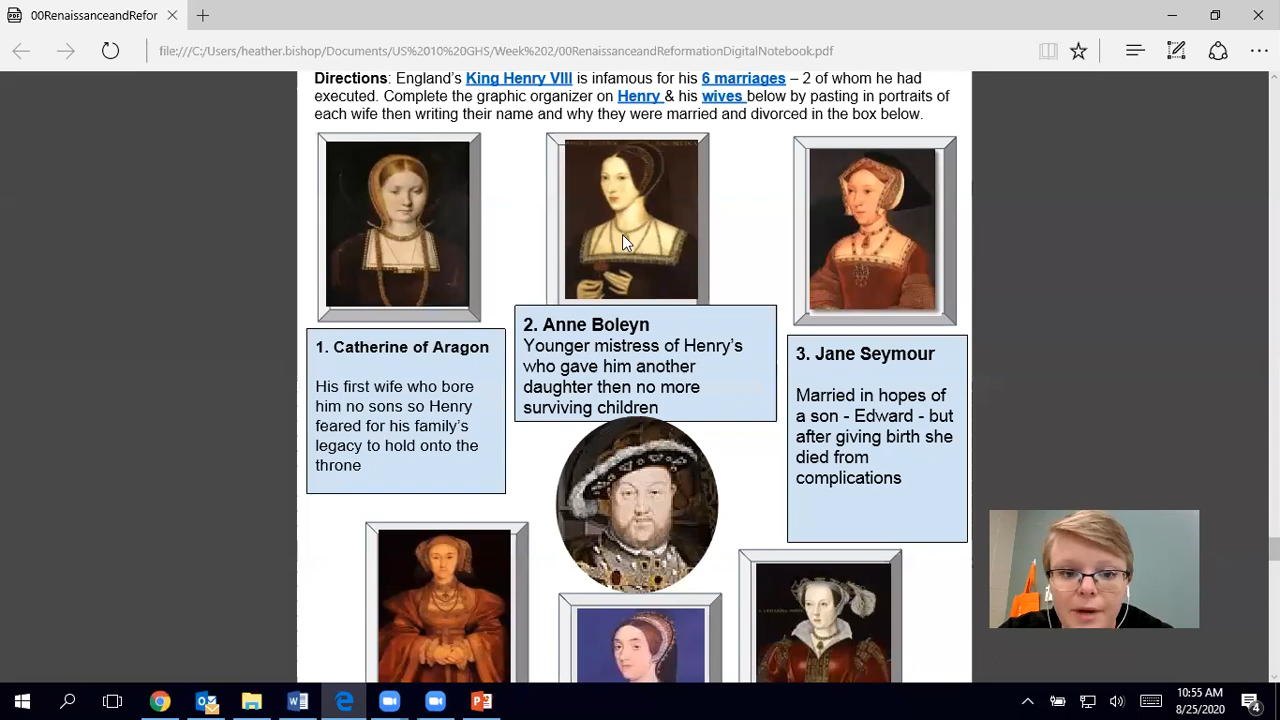 00RenaissanceandRefor
file:///C:/Users/heather.bishop/Documents/US%2010%20GHS/Week%202/00RenaissanceandReformationDigitalNotebook.pdf
Directions: England's King Henry VIII is infamous for his 6 marriages – 2 of whom he had
executed. Complete the graphic organizer on Henry & his wives below by pasting in portraits of
each wife then writing their name and why they were married and divorced in the box below.
1. Catherine of Aragon
His first wife who bore
him no sons so Henry
feared for his family's
legacy to hold onto the
throne
2. Anne Boleyn
Younger mistress of Henry's
who gave him another
daughter then no more
surviving children
3. Jane Seymour
Married in hopes of
a son - Edward - but
after giving birth she
died from
complications
10:55 AM
8/25/2020
4